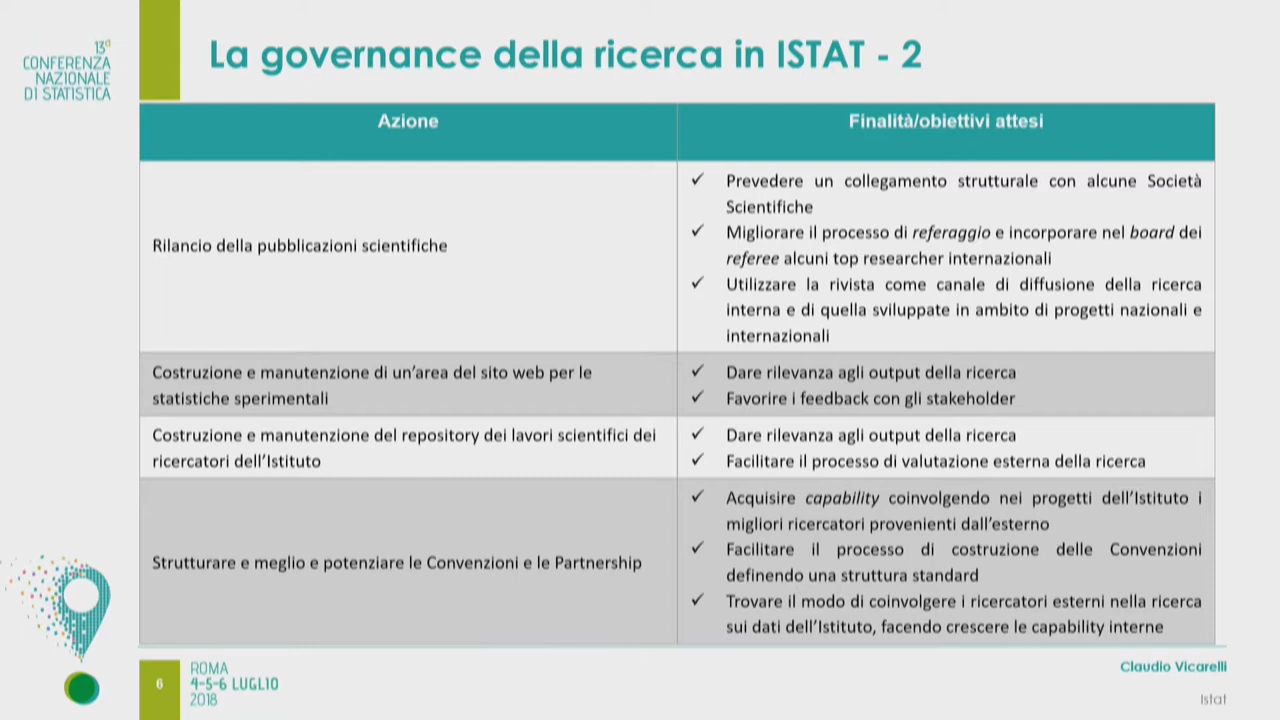 13a
CONFERENZA
NAZIONALE
DI STATISTICA
La governance della ricerca in ISTAT - 2
Azione
Finalità/obiettivi attesi
Rilancio della pubblicazioni scientifiche
✓ Prevedere un collegamento strutturale con alcune Società
Scientifiche
✓ Migliorare il processo di referaggio e incorporare nel board dei
referee alcuni top researcher internazionali
✓ Utilizzare la rivista come canale di diffusione della ricerca
interna e di quella sviluppate in ambito di progetti nazionali e
internazionali
Costruzione e manutenzione di un'area del sito web per le
statistiche sperimentali
✓ Dare rilevanza agli output della ricerca
✓ Favorire i feedback con gli stakeholder
Costruzione e manutenzione del repository dei lavori scientifici dei
ricercatori dell'Istituto
✓ Dare rilevanza agli output della ricerca
✓ Facilitare il processo di valutazione esterna della ricerca
Strutturare e meglio e potenziare le Convenzioni e le Partnership
✓ Acquisire capability coinvolgendo nei progetti dell'Istituto i
migliori ricercatori provenienti dall'esterno
✓ Facilitare il processo di costruzione delle Convenzioni
definendo una struttura standard
✓ Trovare il modo di coinvolgere i ricercatori esterni nella ricerca
sui dati dell'Istituto, facendo crescere le capability interne
6
ROMA
4-5-6 LUGLIO
2018
Claudio Vicarelli
Istat